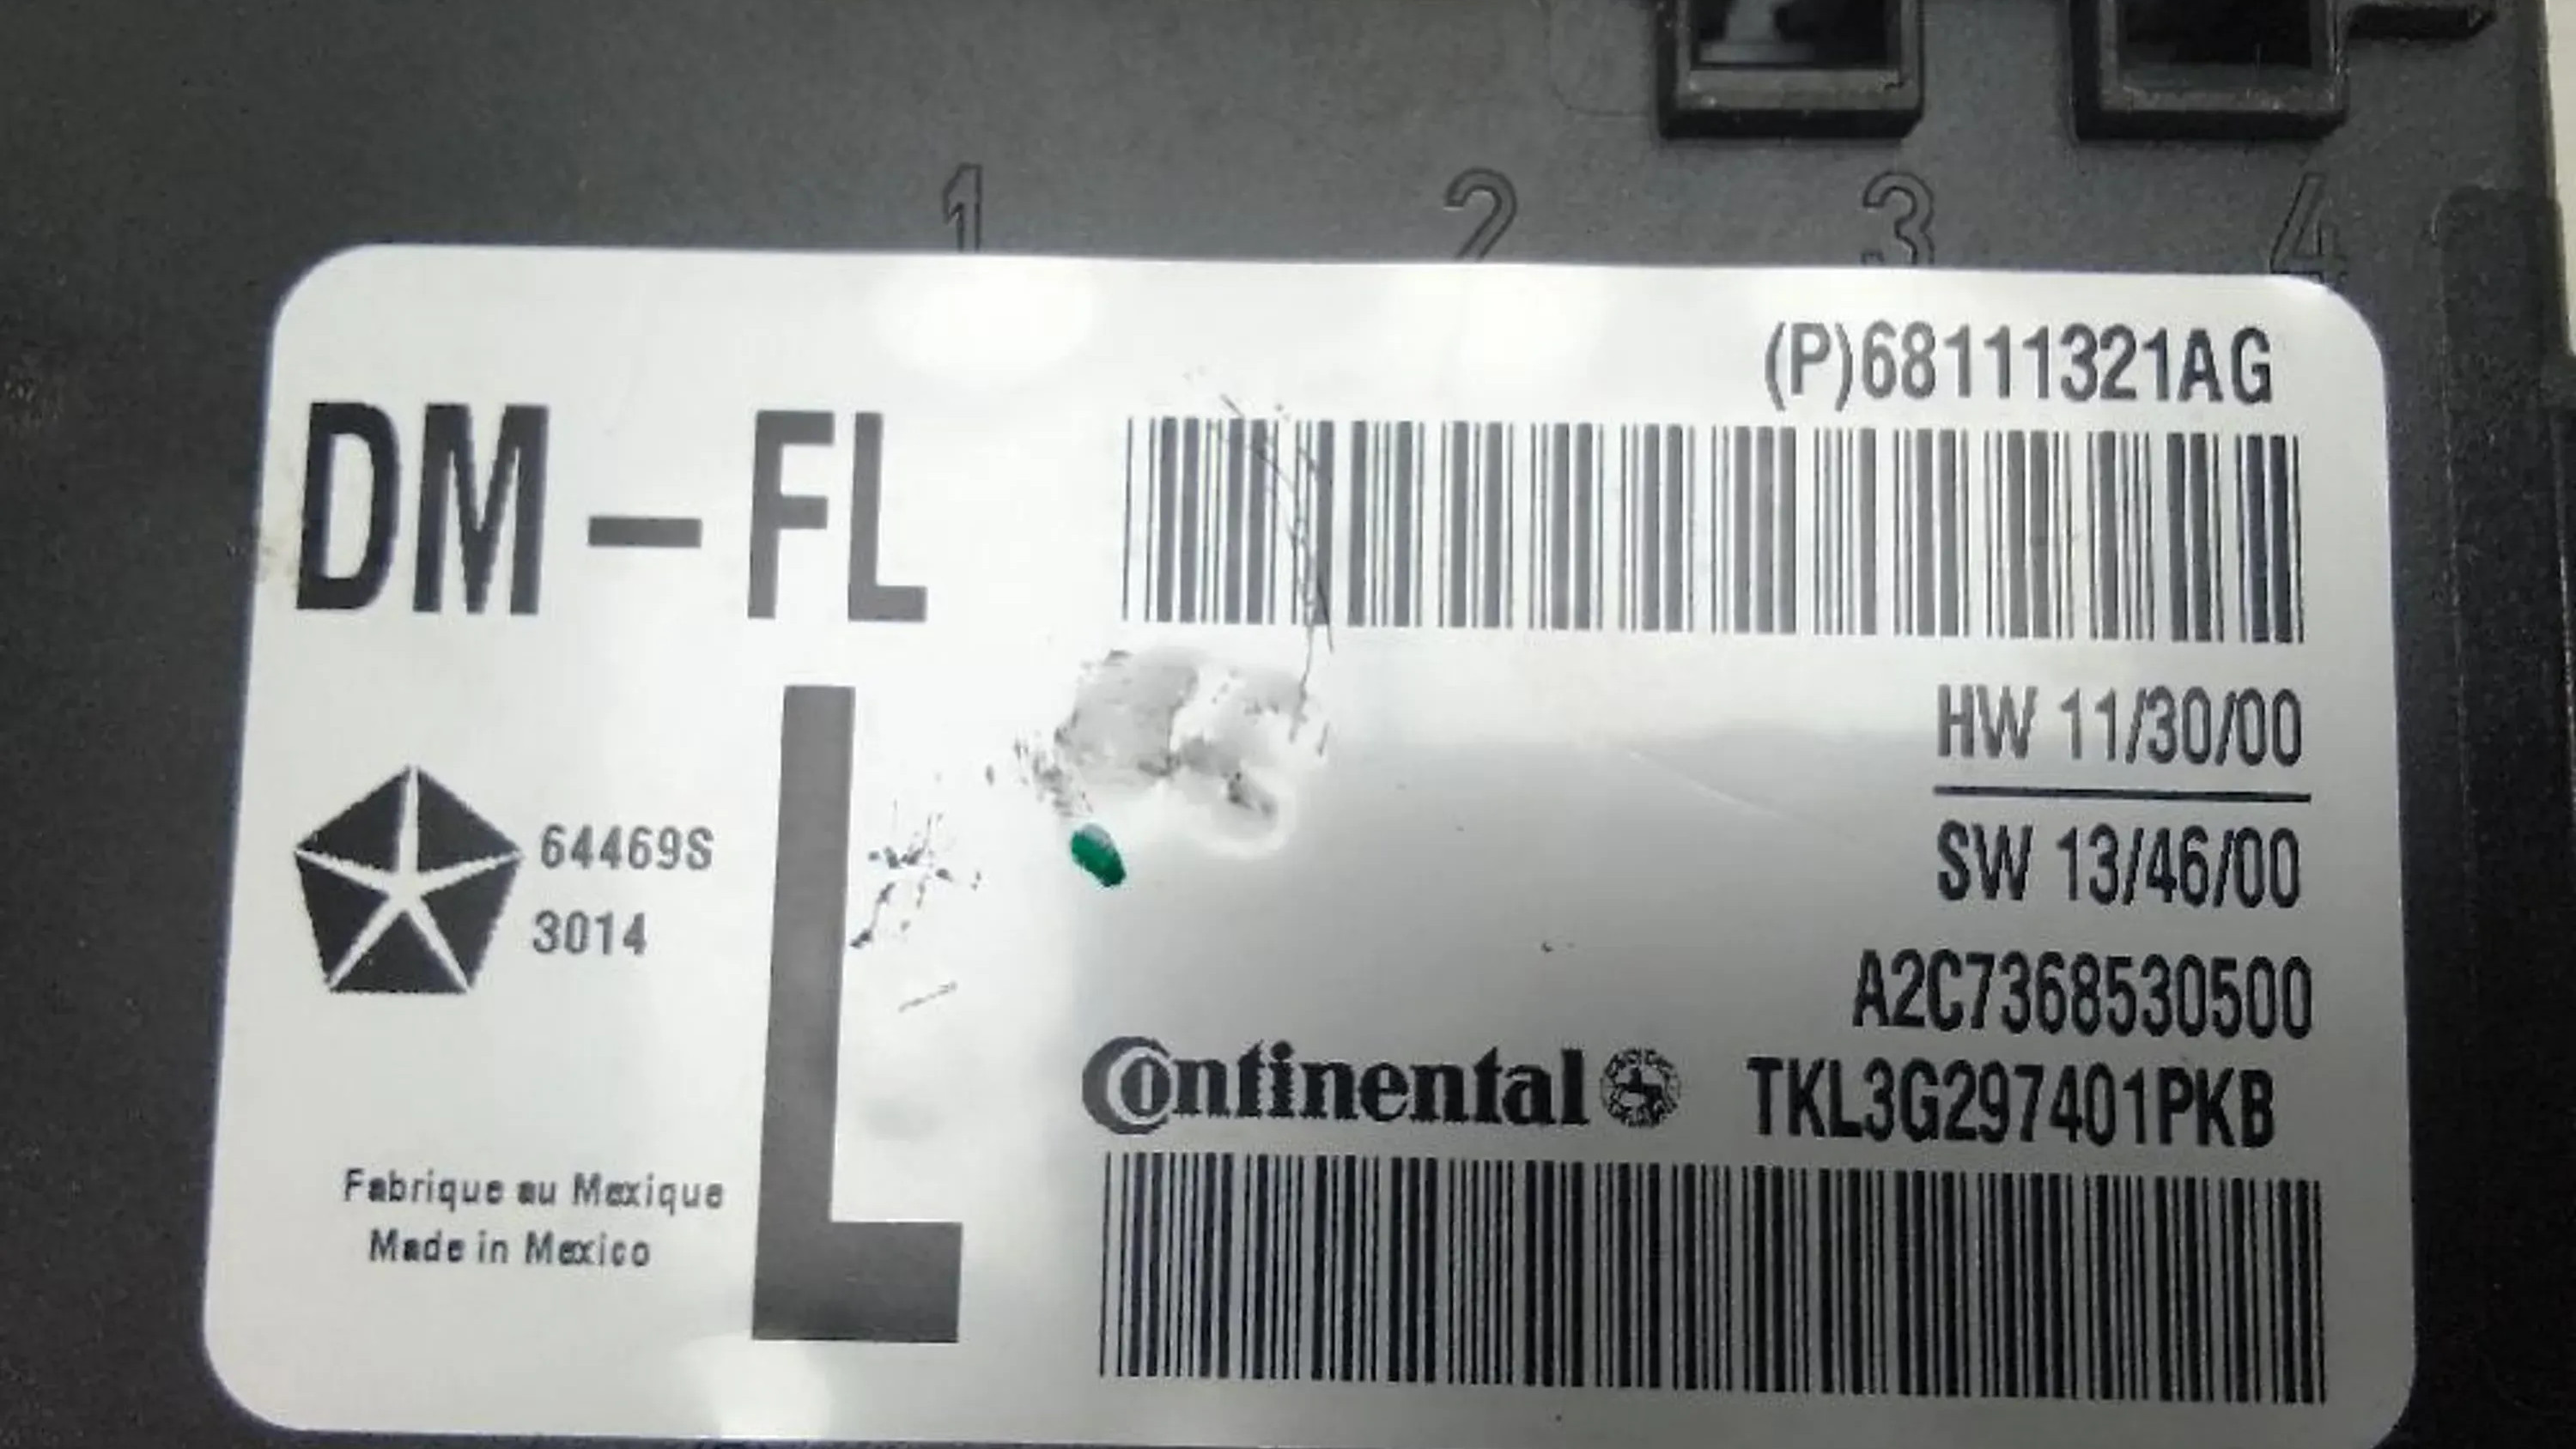 1 2 3 4
(P)68111321AG
DM-FL
HW 11/30/00
SW 13/46/00
L
64469S
3014
A2C7368530500
Continental
TKL3G297401PKB
Fabrique au Mexique
Made in Mexico